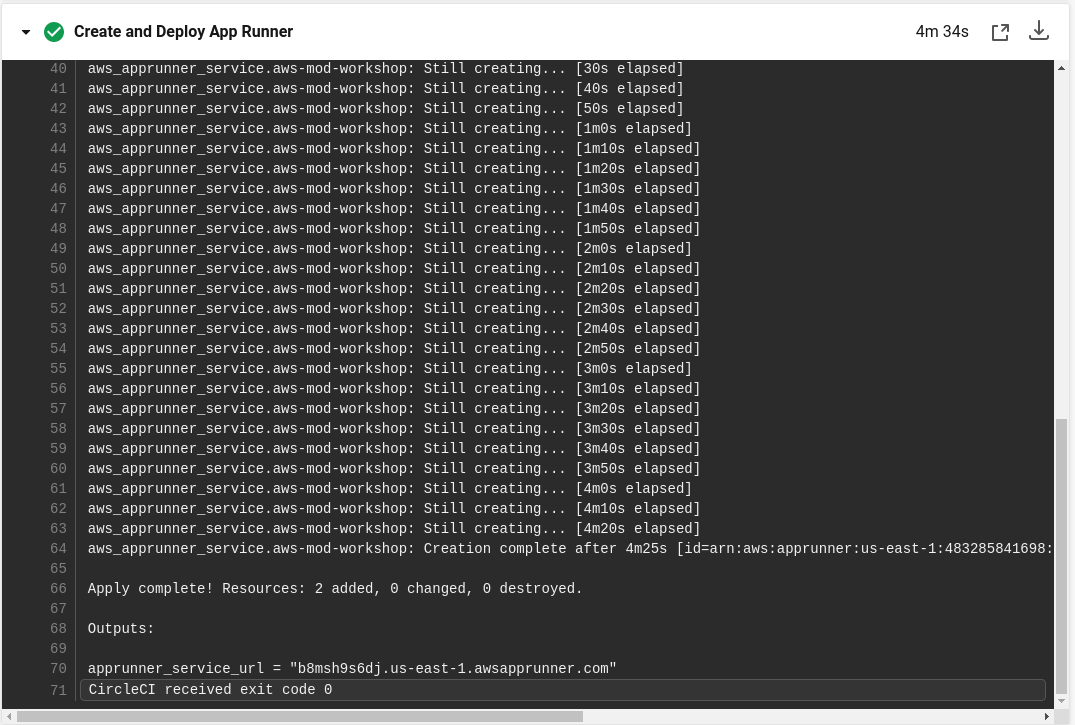 Create and Deploy App Runner 4m 34s
40 aws_apprunner_service.aws-mod-workshop: Still creating... [30s elapsed]
41 aws_apprunner_service.aws-mod-workshop: Still creating... [40s elapsed]
42 aws_apprunner_service.aws-mod-workshop: Still creating... [50s elapsed]
43 aws_apprunner_service.aws-mod-workshop: Still creating... [1m0s elapsed]
44 aws_apprunner_service.aws-mod-workshop: Still creating... [1m10s elapsed]
45 aws_apprunner_service.aws-mod-workshop: Still creating... [1m20s elapsed]
46 aws_apprunner_service.aws-mod-workshop: Still creating... [1m30s elapsed]
47 aws_apprunner_service.aws-mod-workshop: Still creating... [1m40s elapsed]
48 aws_apprunner_service.aws-mod-workshop: Still creating... [1m50s elapsed]
49 aws_apprunner_service.aws-mod-workshop: Still creating... [2m0s elapsed]
50 aws_apprunner_service.aws-mod-workshop: Still creating... [2m10s elapsed]
51 aws_apprunner_service.aws-mod-workshop: Still creating... [2m20s elapsed]
52 aws_apprunner_service.aws-mod-workshop: Still creating... [2m30s elapsed]
53 aws_apprunner_service.aws-mod-workshop: Still creating... [2m40s elapsed]
54 aws_apprunner_service.aws-mod-workshop: Still creating... [2m50s elapsed]
55 aws_apprunner_service.aws-mod-workshop: Still creating... [3m0s elapsed]
56 aws_apprunner_service.aws-mod-workshop: Still creating... [3m10s elapsed]
57 aws_apprunner_service.aws-mod-workshop: Still creating... [3m20s elapsed]
58 aws_apprunner_service.aws-mod-workshop: Still creating... [3m30s elapsed]
59 aws_apprunner_service.aws-mod-workshop: Still creating... [3m40s elapsed]
60 aws_apprunner_service.aws-mod-workshop: Still creating... [3m50s elapsed]
61 aws_apprunner_service.aws-mod-workshop: Still creating... [4m0s elapsed]
62 aws_apprunner_service.aws-mod-workshop: Still creating... [4m10s elapsed]
63 aws_apprunner_service.aws-mod-workshop: Still creating... [4m20s elapsed]
64 aws_apprunner_service.aws-mod-workshop: Creation complete after 4m25s [id=arn:aws:apprunner:us-east-1:483285841698:
65
66 Apply complete! Resources: 2 added, 0 changed, 0 destroyed.
67
68 Outputs:
69
70 apprunner_service_url = "b8msh9s6dj.us-east-1.awsapprunner.com"
71 CircleCI received exit code 0